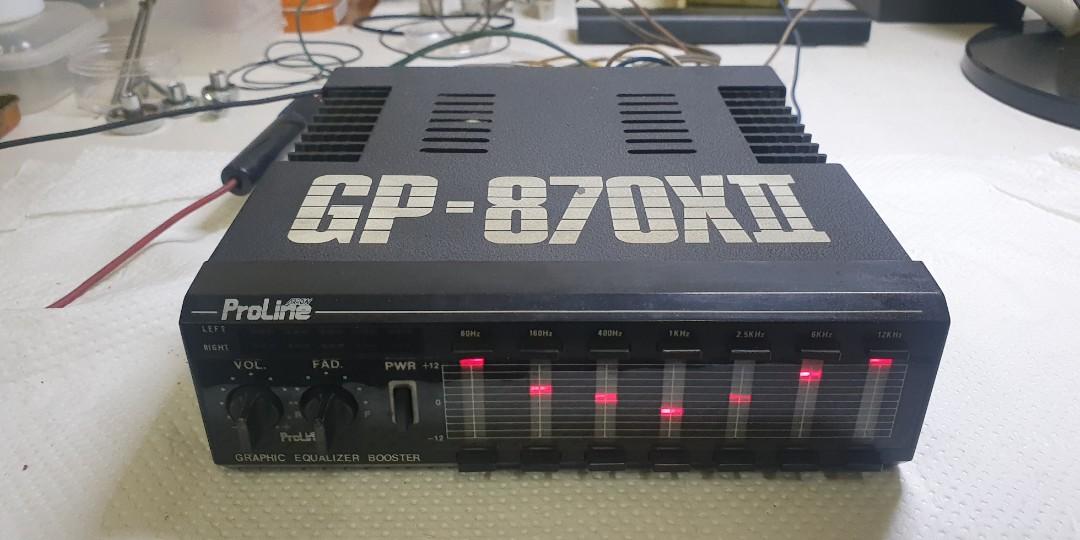 GP-870XII
ProLine
LEFT
RIGHT
60Hz 160Hz 400Hz 1KHz 2.5KHz 6KHz 12KHz
VOL. FAD. PWR +12
R F 0
-12
GRAPHIC EQUALIZER BOOSTER